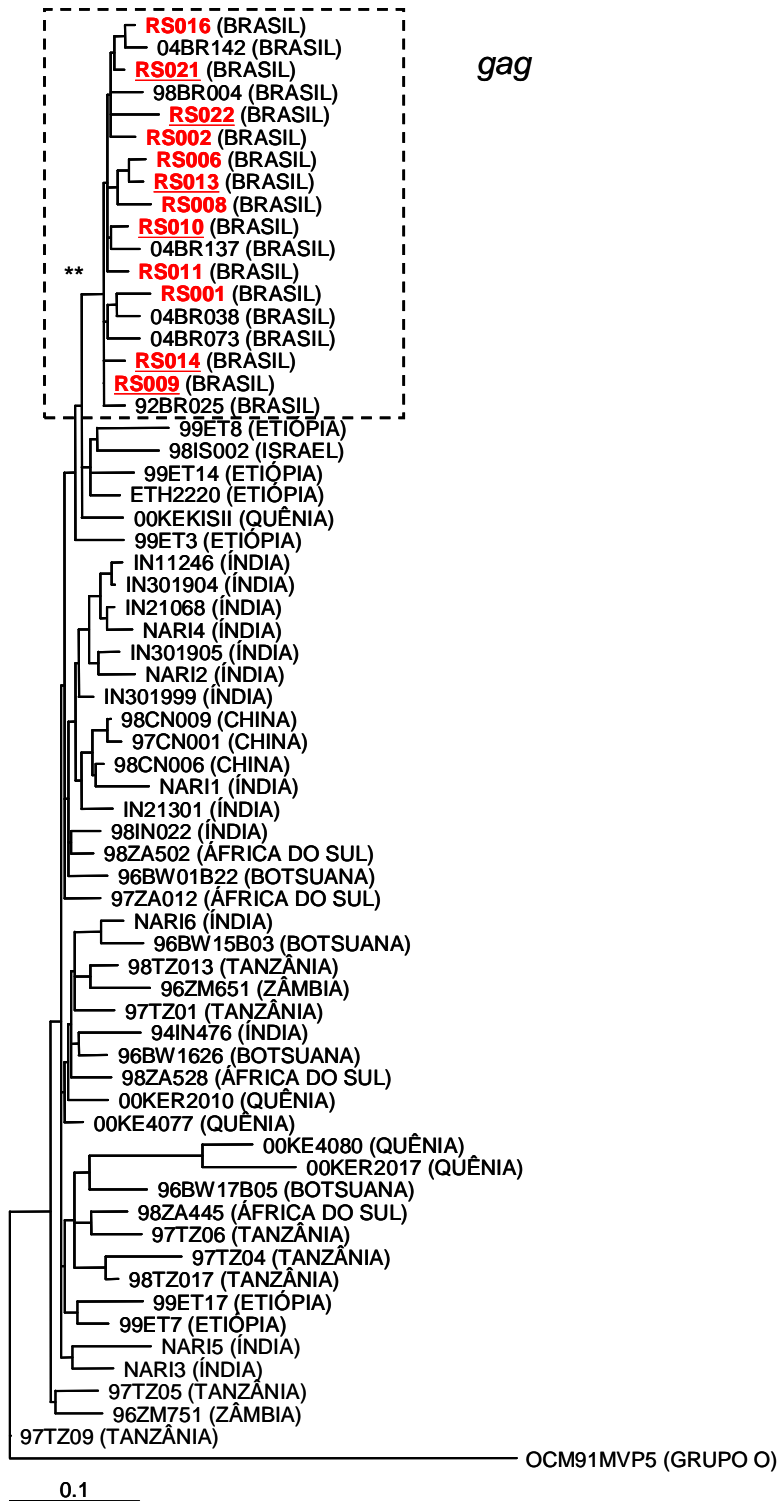 RS016 (BRASIL)
04BR142 (BRASIL)
gag
RS021 (BRASIL)
98BR004 (BRASIL)
RS022 (BRASIL)
RS002 (BRASIL)
RS006 (BRASIL)
RS013 (BRASIL)
RS008 (BRASIL)
RS010 (BRASIL)
04BR137 (BRASIL)
**
RS011 (BRASIL)
RS001 (BRASIL)
04BR038 (BRASIL)
04BR073 (BRASIL)
RS014 (BRASIL)
RS009 (BRASIL)
92BR025 (BRASIL)
99ET8 (ETIÓPIA)
98IS002 (ISRAEL)
99ET14 (ETIÓPIA)
ETH2220 (ETIÓPIA)
00KEKISII (QUÊNIA)
99ET3 (ETIÓPIA)
IN11246 (ÍNDIA)
IN301904 (ÍNDIA)
IN21068 (ÍNDIA)
NARI4 (ÍNDIA)
IN301905 (ÍNDIA)
NARI2 (ÍNDIA)
IN301999 (ÍNDIA)
98CN009 (CHINA)
97CN001 (CHINA)
98CN006 (CHINA)
NARI1 (ÍNDIA)
IN21301 (ÍNDIA)
98IN022 (ÍNDIA)
98ZA502 (ÁFRICA DO SUL)
96BW01B22 (BOTSUANA)
97ZA012 (ÁFRICA DO SUL)
NARI6 (ÍNDIA)
96BW15B03 (BOTSUANA)
98TZ013 (TANZÂNIA)
96ZM651 (ZÂMBIA)
97TZ01 (TANZÂNIA)
94IN476 (ÍNDIA)
96BW1626 (BOTSUANA)
98ZA528 (ÁFRICA DO SUL)
00KER2010 (QUÊNIA)
00KE4077 (QUÊNIA)
00KE4080 (QUÊNIA)
00KER2017 (QUÊNIA)
96BW17B05 (BOTSUANA)
98ZA445 (ÁFRICA DO SUL)
97TZ06 (TANZÂNIA)
97TZ04 (TANZÂNIA)
98TZ017 (TANZÂNIA)
99ET17 (ETIÓPIA)
99ET7 (ETIÓPIA)
NARI5 (ÍNDIA)
NARI3 (ÍNDIA)
97TZ05 (TANZÂNIA)
96ZM751 (ZÂMBIA)
97TZ09 (TANZÂNIA)
OCM91MVP5 (GRUPO O)
0.1